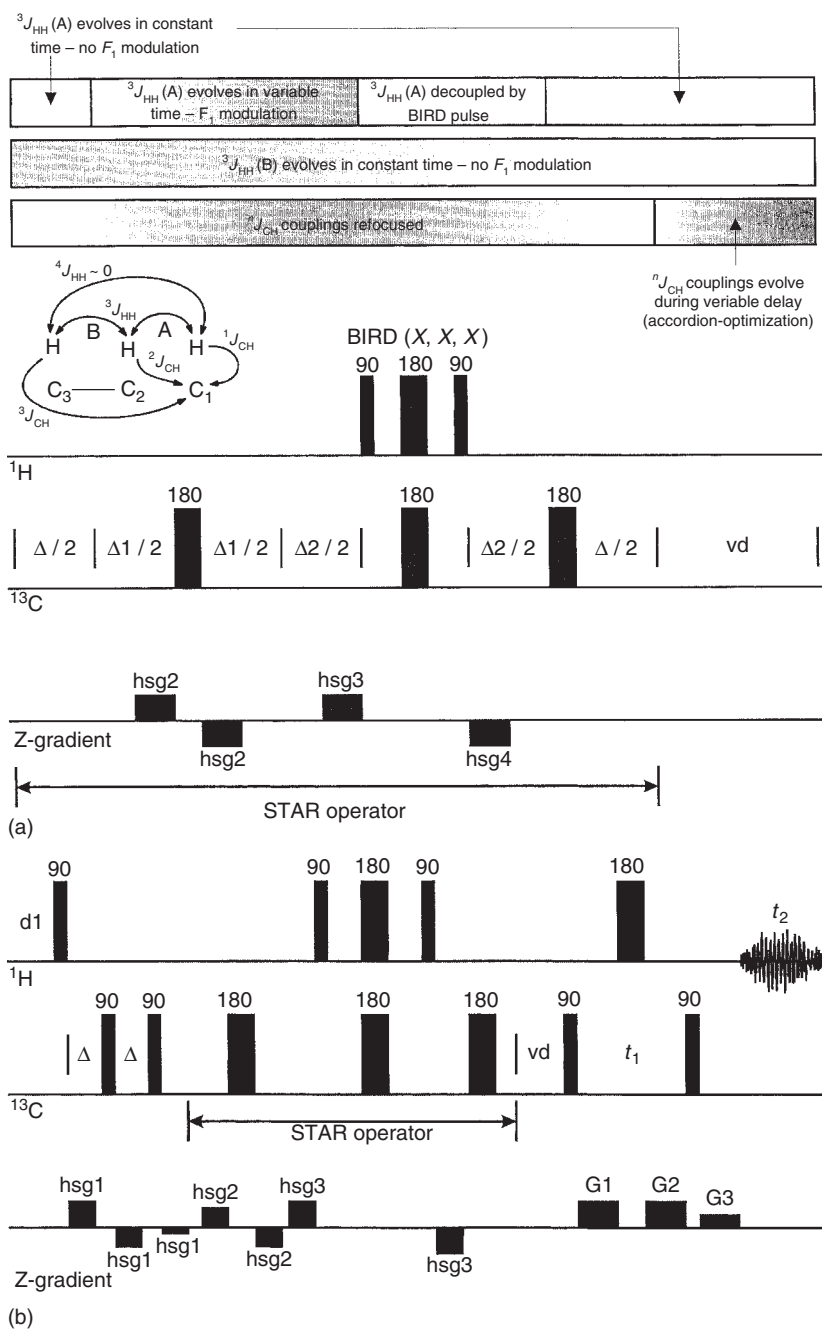 ³J_HH (A) evolves in constant
time – no F₁ modulation
³J_HH (A) evolves in variable
time – F₁ modulation
³J_HH (A) decoupled by
BIRD pulse
³J_HH (B) evolves in constant time – no F₁ modulation
ⁿJ_CH couplings refocused
ⁿJ_CH couplings evolve
during veriable delay
(accordion-optimization)
⁴J_HH ~ 0
³J_HH
B A
H H H
¹J_CH
²J_CH
C₃ C₂ C₁
³J_CH
BIRD (X, X, X)
90 180 90
¹H
180 180 180
Δ / 2 Δ1 / 2 Δ1 / 2 Δ2 / 2 Δ2 / 2 Δ / 2 vd
¹³C
hsg2 hsg3
Z-gradient
hsg2 hsg4
STAR operator
(a)
90 90 180 90 180
d1 t₂
¹H
90 90 180 180 180 90 90
Δ Δ vd t₁
¹³C
STAR operator
hsg1 hsg2 hsg3 G1 G2 G3
hsg1 hsg1 hsg2 hsg3
Z-gradient
(b)